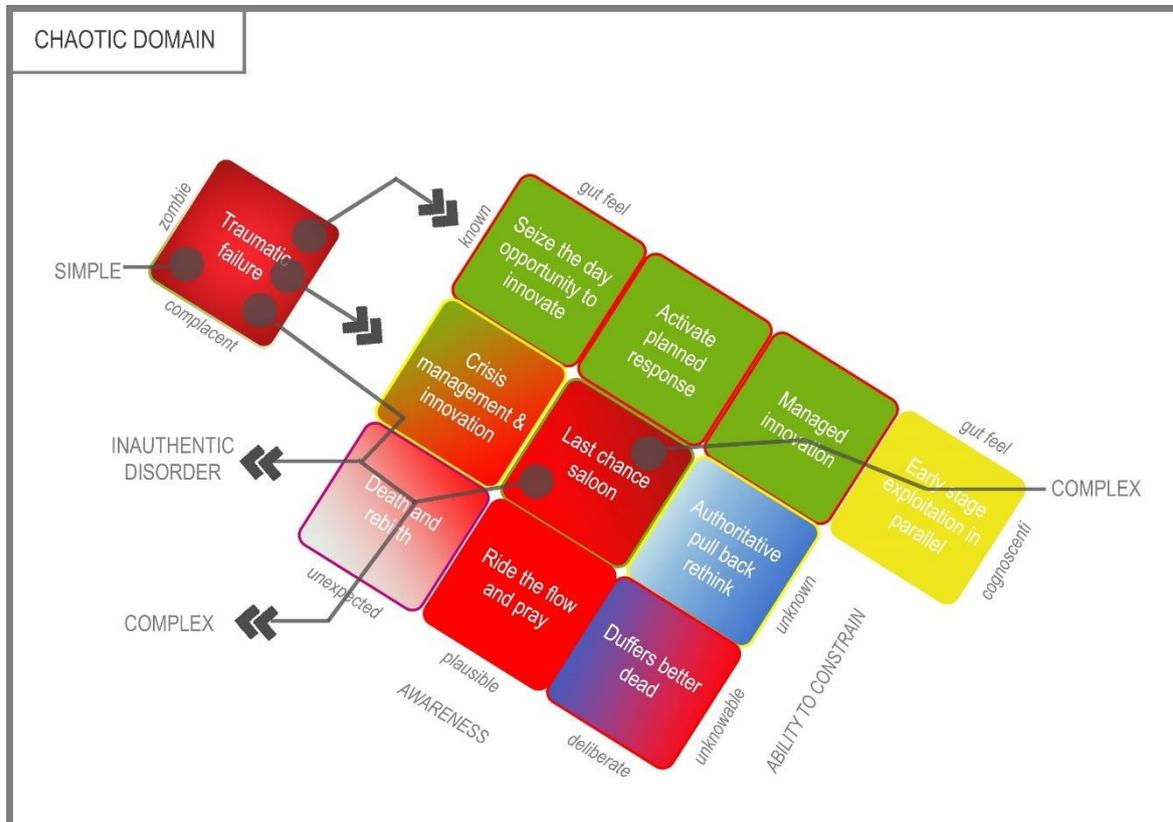 CHAOTIC DOMAIN
zombie
Traumatic
failure
SIMPLE
complacent
known
gut feel
Seize the day
opportunity to
innovate
Activate
planned
response
Managed
innovation
gut feel
Early stage
exploitation in
parallel
COMPLEX
cognoscenti
Crisis
management &
innovation
Last chance
saloon
Authoritative
pull back
rethink
unknown
INAUTHENTIC
DISORDER
Death and
rebirth
unexpected
Ride the flow
and pray
plausible
Duffers better
dead
unknowable
deliberate
COMPLEX
AWARENESS
ABILITY TO CONSTRAIN